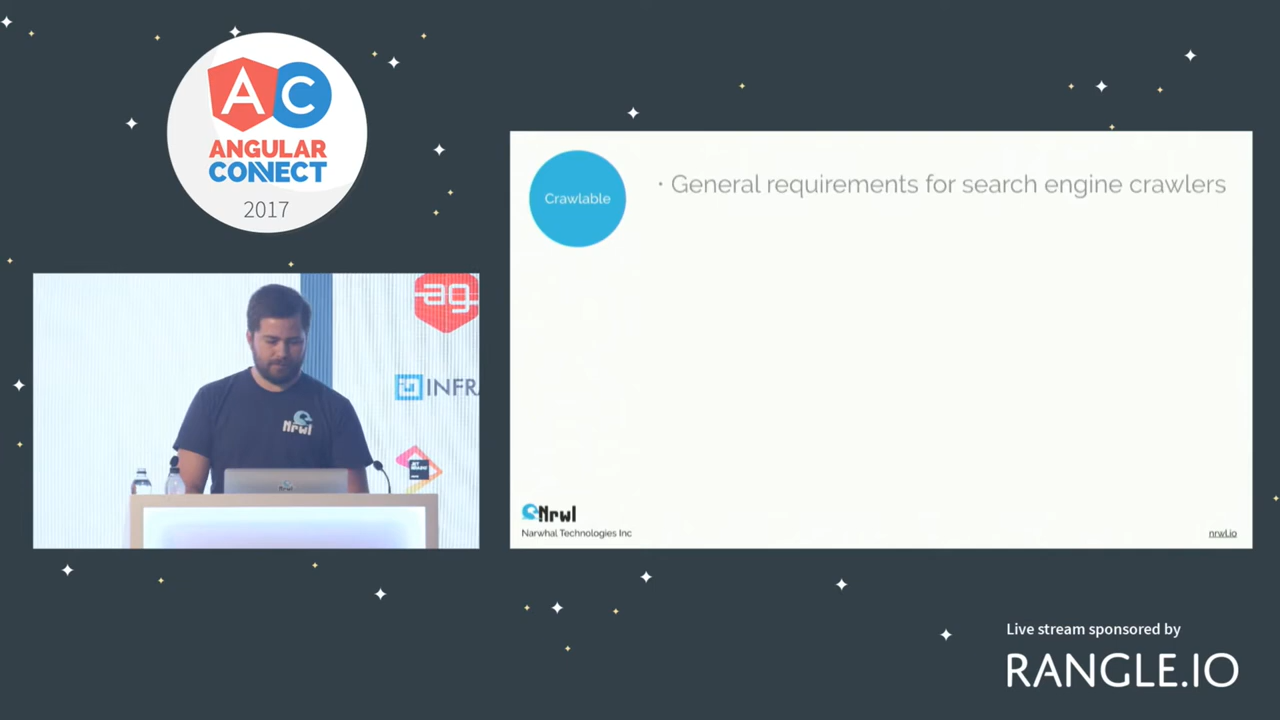 AC
ANGULAR
CONNECT
2017
Crawlable
· General requirements for search engine crawlers
ag
INFRA
Nrwl
Nrwl
Narwhal Technologies Inc
nrwl.io
Live stream sponsored by
RANGLE.IO